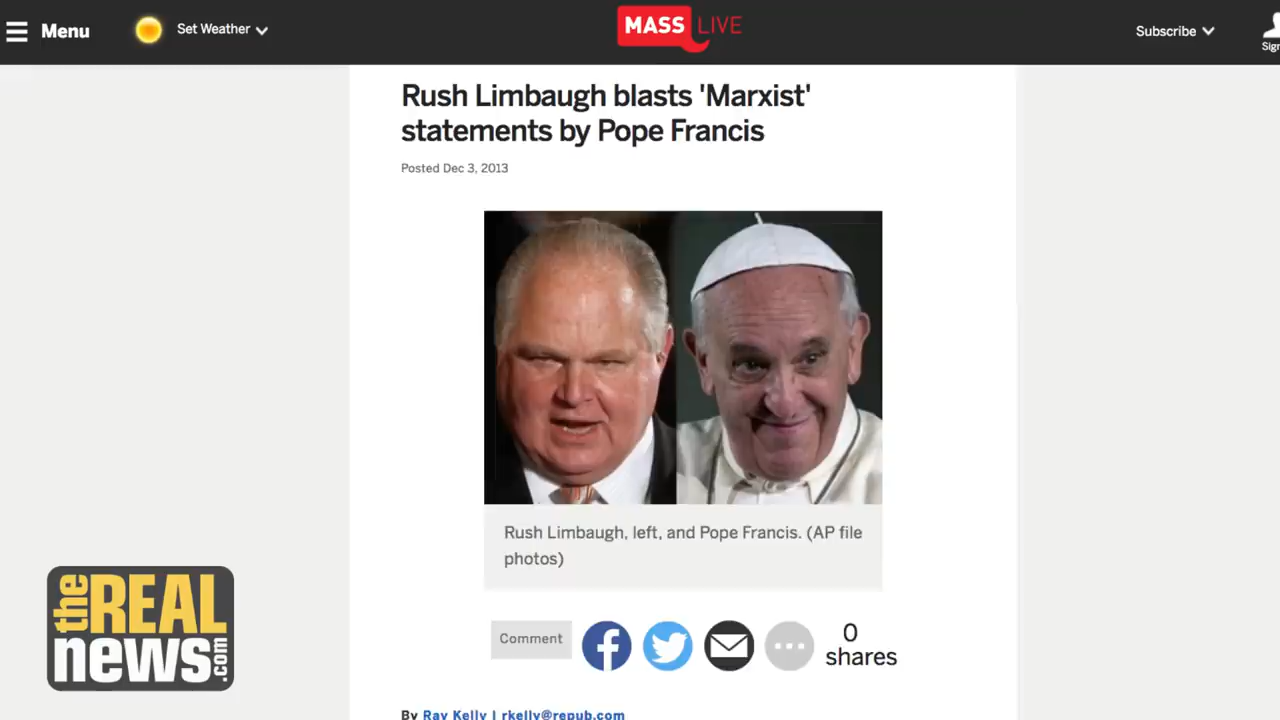 Menu
Set Weather
MASS LIVE
Subscribe
Sign
Rush Limbaugh blasts 'Marxist'
statements by Pope Francis
Posted Dec 3, 2013
Rush Limbaugh, left, and Pope Francis. (AP file
photos)
Comment
0
shares
the REAL
news.com
By Ray Kelly | rkelly@repub.com